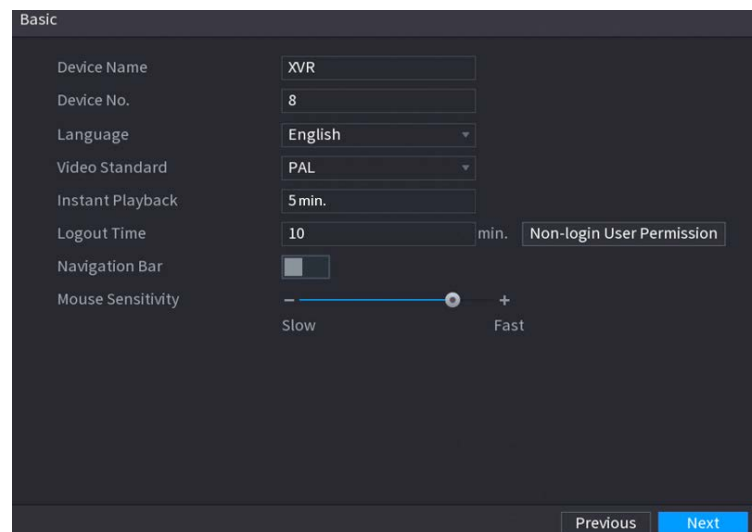 Basic
Device Name XVR
Device No. 8
Language English
Video Standard PAL
Instant Playback 5 min.
Logout Time 10 min. Non-login User Permission
Navigation Bar
Mouse Sensitivity − +
Slow Fast
Previous Next